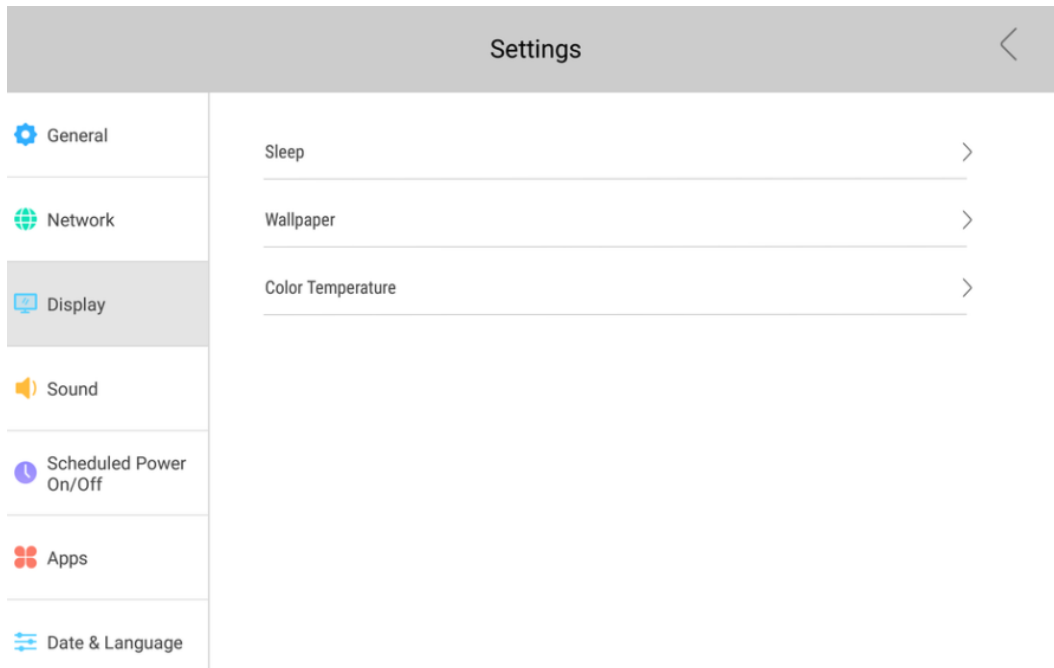 Settings
General
Network
Display
Sound
Scheduled Power
On/Off
Apps
Date & Language
Sleep
Wallpaper
Color Temperature